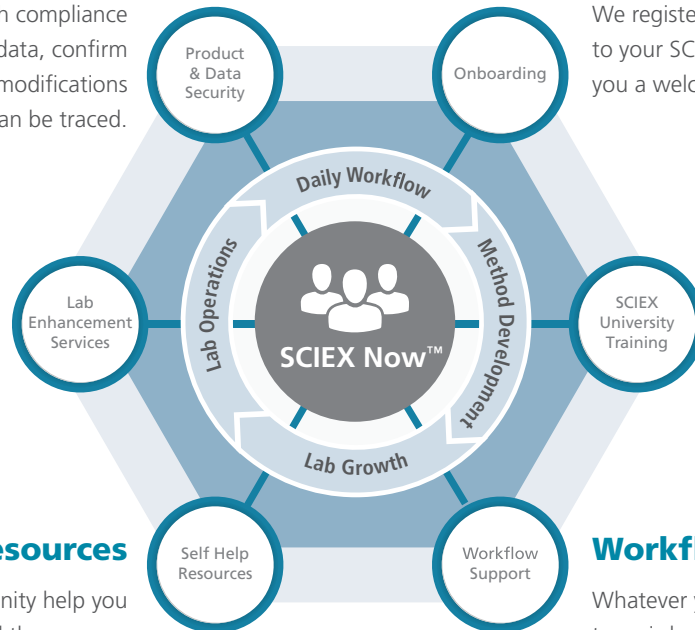 compliance
data, confirm
modifications
can be traced.
We registe
to your SC
you a welc
Product
& Data
Security
Onboarding
Daily Workflow
Method Development
Lab Growth
Lab Operations
SCIEX Now™
Lab
Enhancement
Services
SCIEX
University
Training
Self Help
Resources
Workflow
Support
esources
nity help you
Workfl
Whatever y